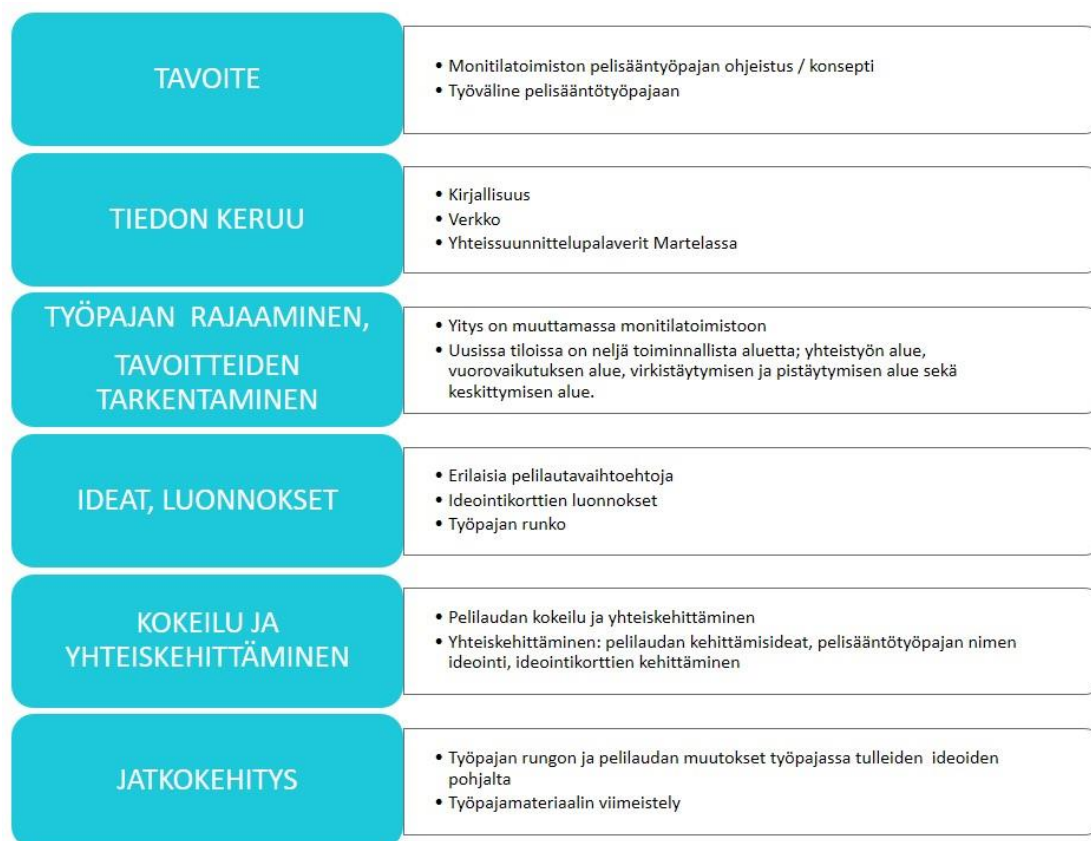 TAVOITE
• Monitilatoimiston pelisääntyöpajan ohjeistus / konsepti
• Työväline pelisääntötyöpajaan
TIEDON KERUU
• Kirjallisuus
• Verkko
• Yhteissuunnittelupalaverit Martelassa
TYÖPAJAN RAJAAMINEN,
TAVOITTEIDEN
TARKENTAMINEN
• Yitys on muuttamassa monitilatoimistoon
• Uusissa tiloissa on neljä toiminnallista aluetta; yhteistyön alue,
vuorovaikutuksen alue, virkistäytymisen ja pistäytymisen alue sekä
keskittymisen alue.
IDEAT, LUONNOKSET
• Erilaisia pelilautavaihtoehtoja
• Ideointikorttien luonnokset
• Työpajan runko
KOKEILU JA
YHTEISKEHITTÄMINEN
• Pelilaudan kokeilu ja yhteiskehittäminen
• Yhteiskehittäminen: pelilaudan kehittämisideat, pelisääntötyöpajan nimen
ideointi, ideointikorttien kehittäminen
JATKOKEHITYS
• Työpajan rungon ja pelilaudan muutokset työpajassa tulleiden ideoiden
pohjalta
• Työpajamateriaalin viimeistely